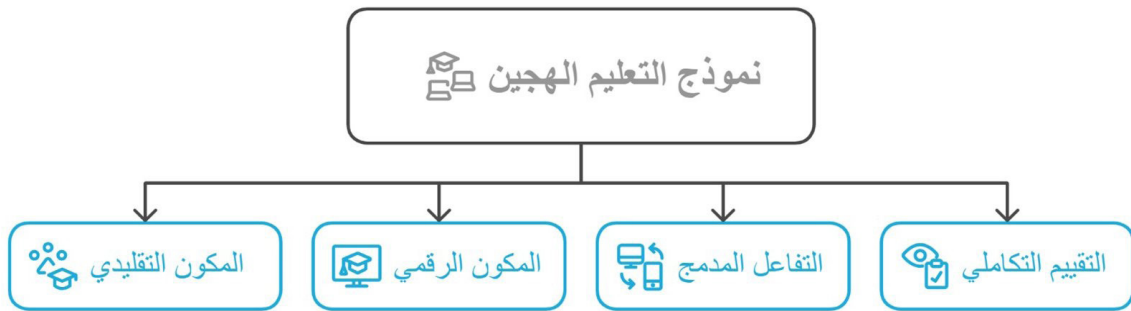 نموذج التعليم الهجين
التقييم التكاملي
التفاعل المدمج
المكون الرقمي
المكون التقليدي